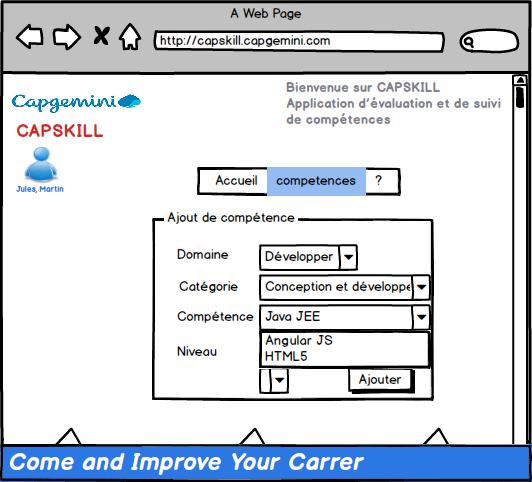 A Web Page
http://capskill.capgemini.com
Capgemini
CAPSKILL
Jules, Martin
Bienvenue sur CAPSKILL
Application d'évaluation et de suivi
de compétences
Accueil competences ?
Ajout de compétence
Domaine Développer
Catégorie Conception et développe
Compétence Java JEE
Angular JS
HTML5
Niveau
Ajouter
Come and Improve Your Carrer